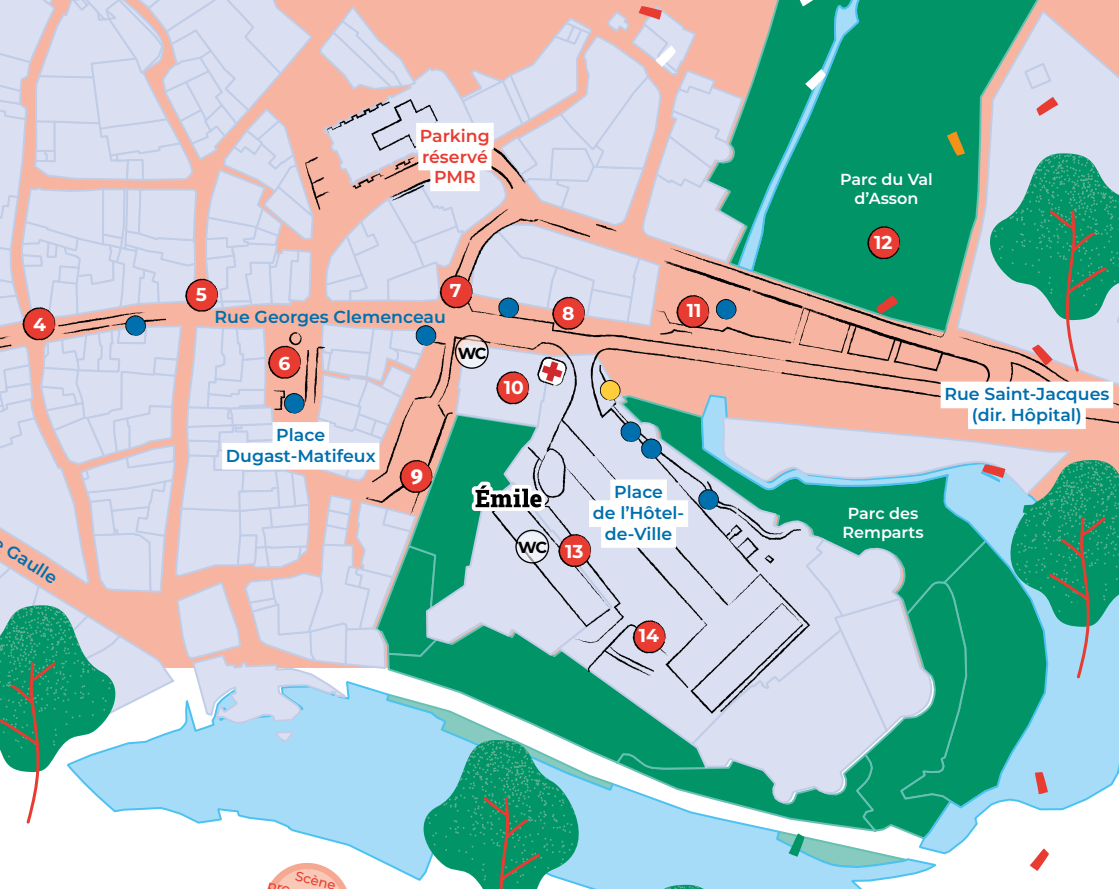 Parking
réservé
PMR
Parc du Val
d'Asson
12
5
7
4
Rue Georges Clemenceau
8
11
WC
6
10
Rue Saint-Jacques
(dir. Hôpital)
Place
Dugast-Matifeux
9
Émile
Place
de l'Hôtel-
de-Ville
Parc des
Remparts
WC
13
Gaulle
14
Scène